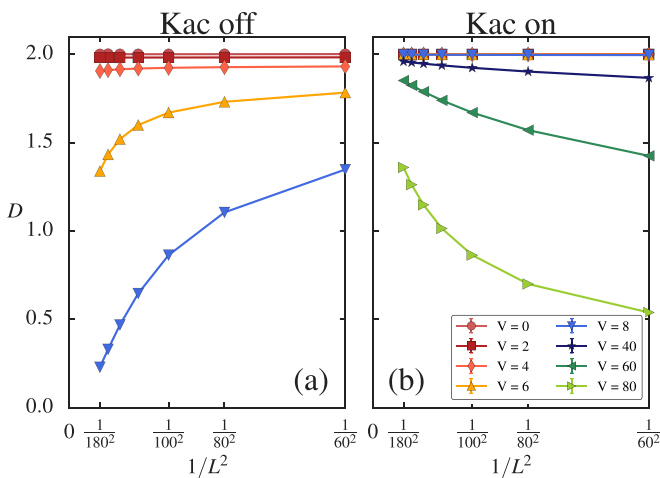 Kac off
Kac on
2.0
1.5
1.0
0.5
0.0
D
(a)
(b)
V = 0
V = 2
V = 4
V = 6
V = 8
V = 40
V = 60
V = 80
0 1/180² 1/100² 1/80² 1/60²
0 1/180² 1/100² 1/80² 1/60²
1/L²
1/L²